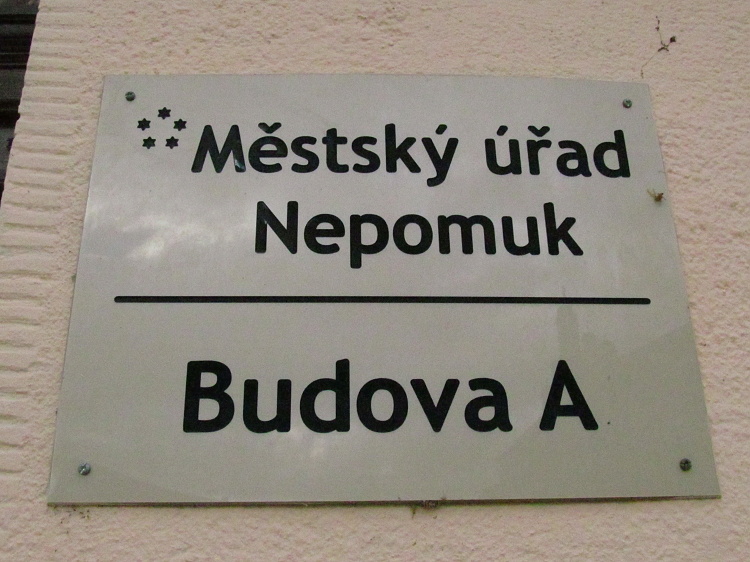 Městský úřad
Nepomuk
Budova A